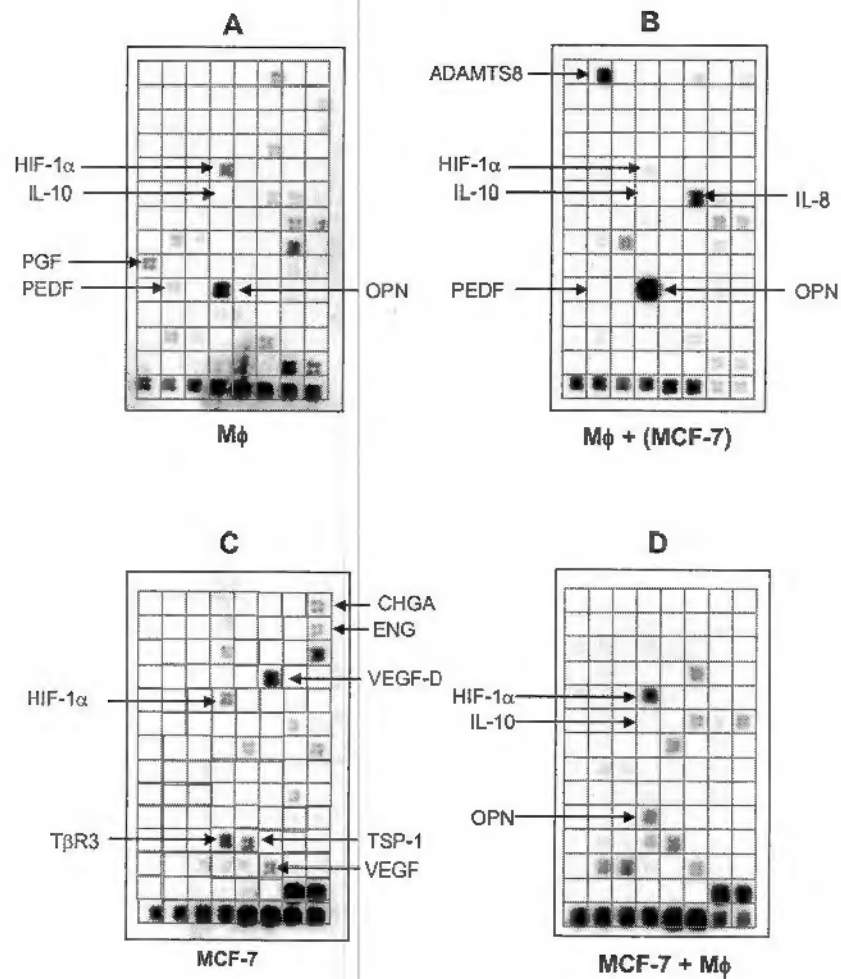 A
HIF-1α
IL-10
PGF
PEDF
OPN
Mϕ
B
ADAMTS8
HIF-1α
IL-10
IL-8
PEDF
OPN
Mϕ + (MCF-7)
C
CHGA
ENG
VEGF-D
HIF-1α
TβR3
TSP-1
VEGF
MCF-7
D
HIF-1α
IL-10
OPN
MCF-7 + Mϕ